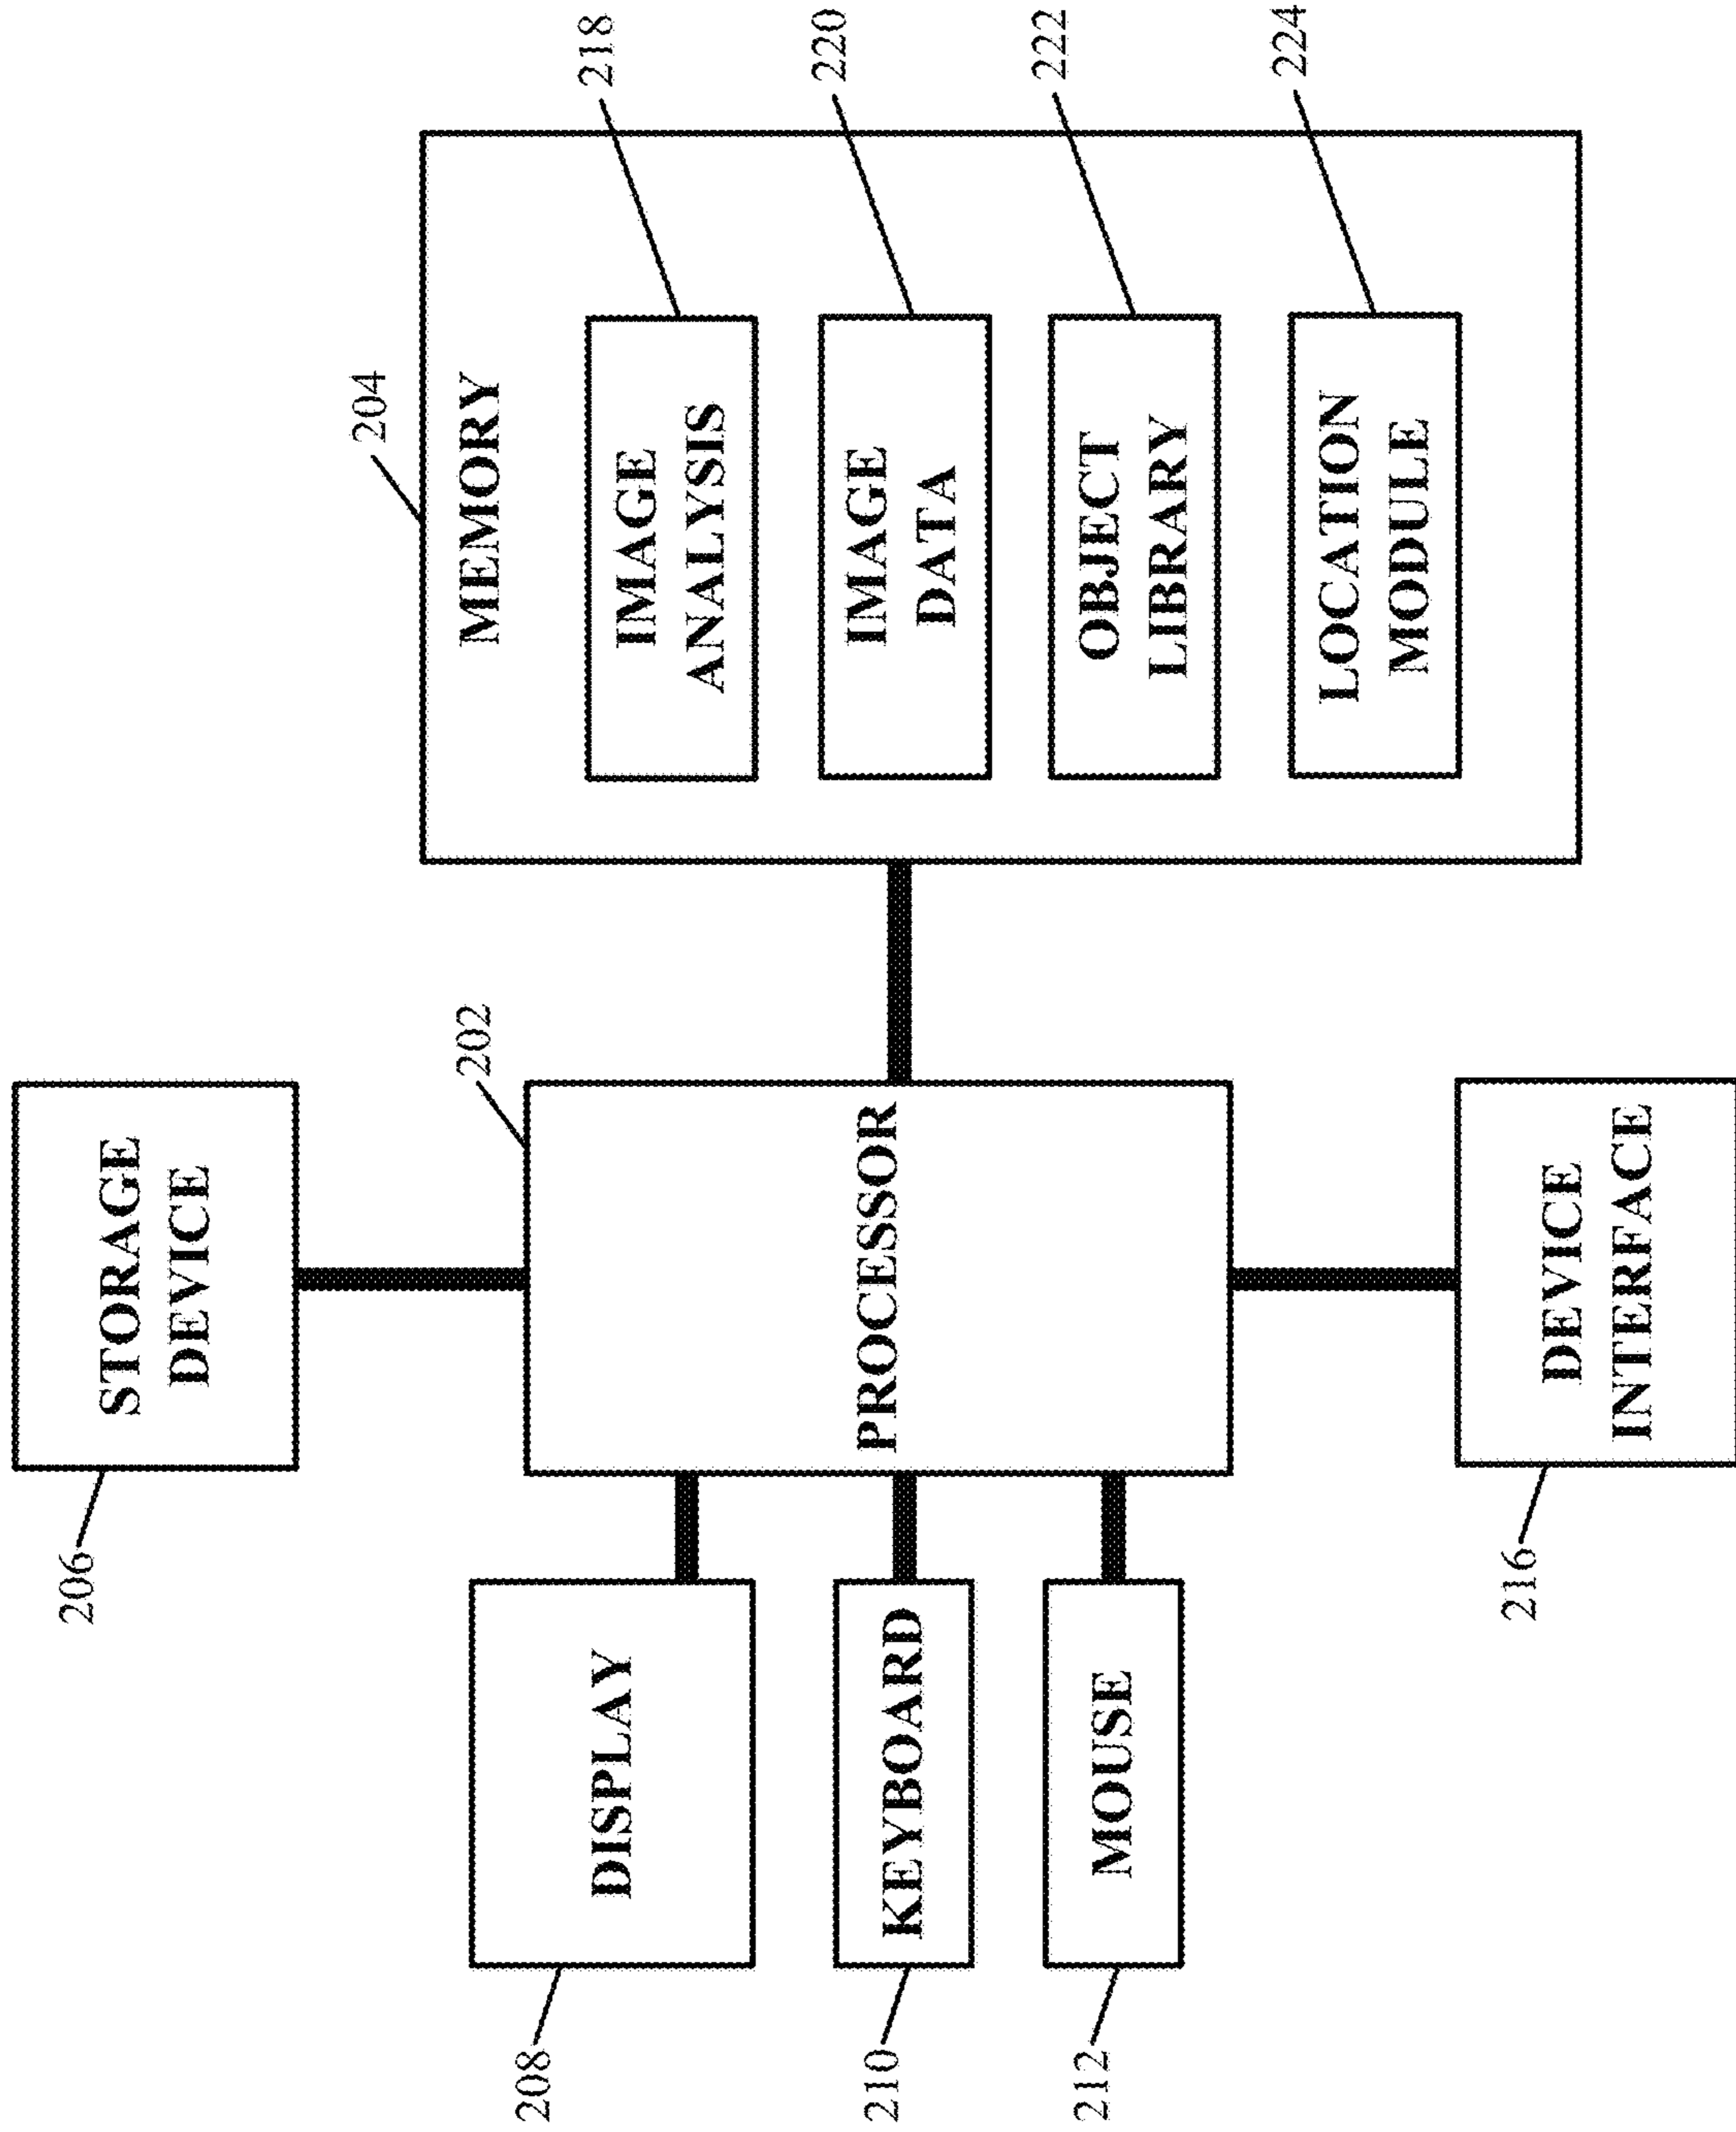 206
STORAGE
DEVICE
208
DISPLAY
210
KEYBOARD
212
MOUSE
202
PROCESSOR
216
DEVICE
INTERFACE
204
MEMORY
218
IMAGE
ANALYSIS
220
IMAGE
DATA
222
OBJECT
LIBRARY
224
LOCATION
MODULE